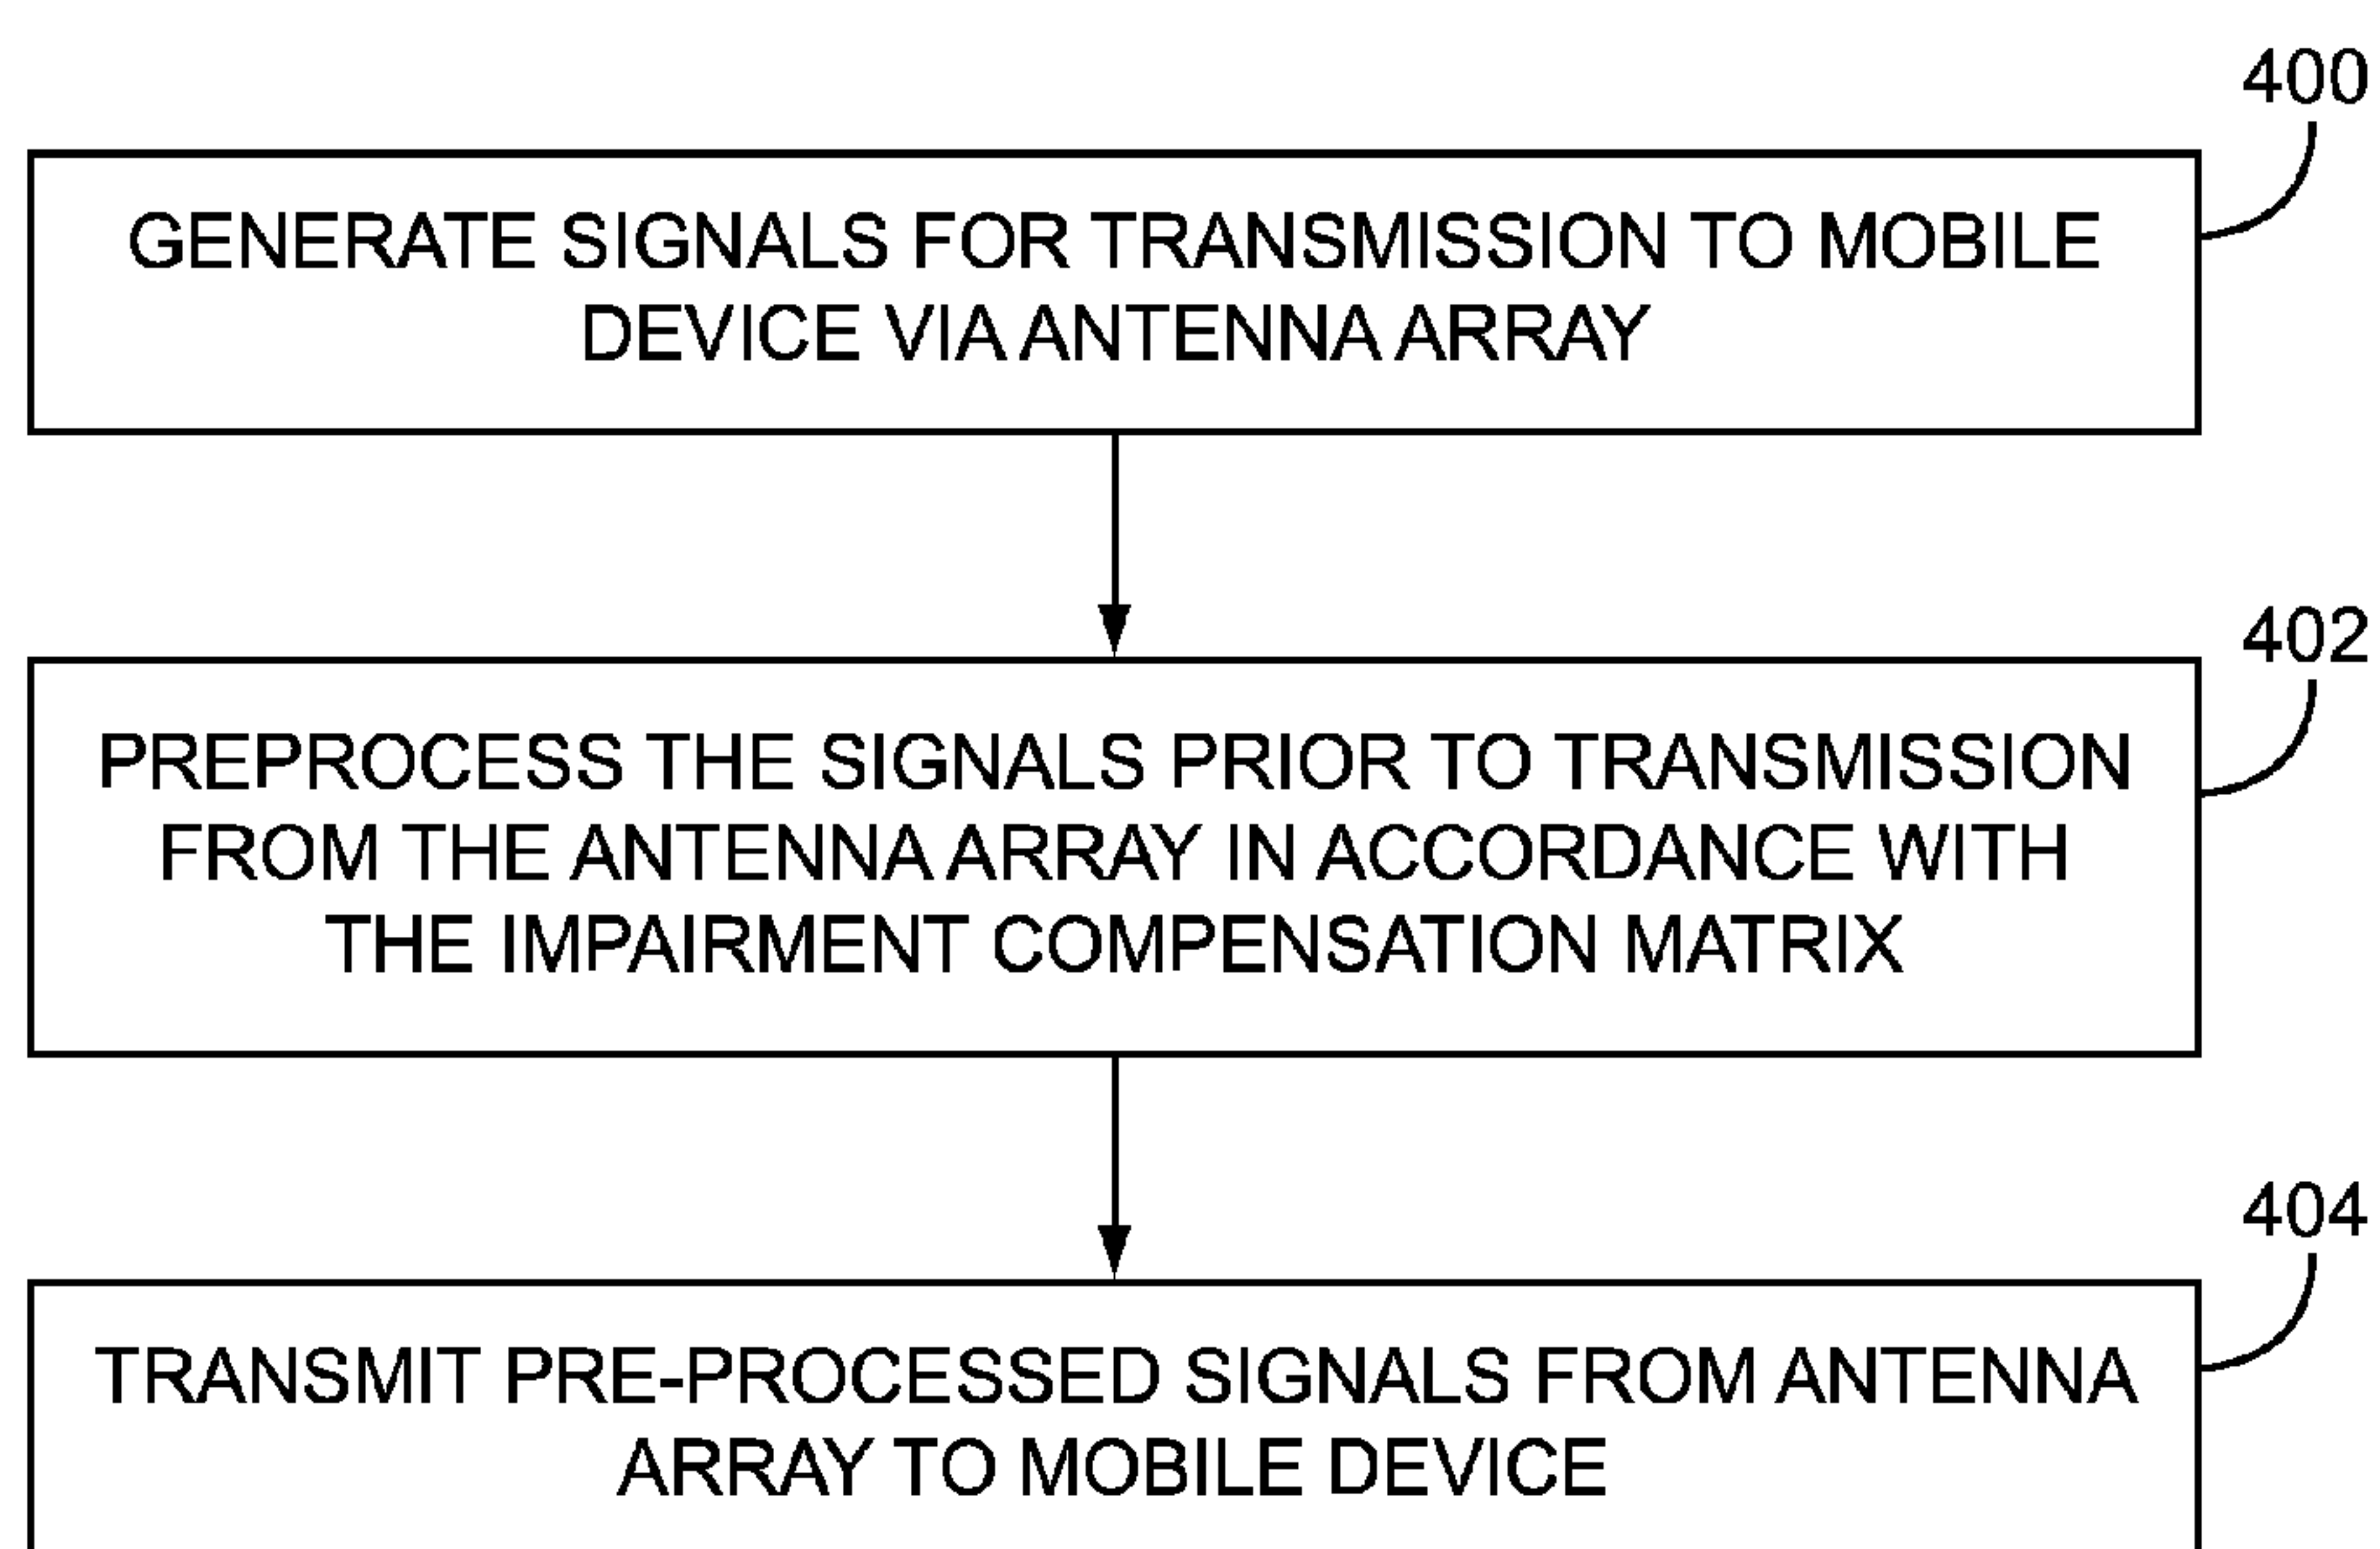 400
GENERATE SIGNALS FOR TRANSMISSION TO MOBILE
DEVICE VIA ANTENNA ARRAY
402
PREPROCESS THE SIGNALS PRIOR TO TRANSMISSION
FROM THE ANTENNA ARRAY IN ACCORDANCE WITH
THE IMPAIRMENT COMPENSATION MATRIX
404
TRANSMIT PRE-PROCESSED SIGNALS FROM ANTENNA
ARRAY TO MOBILE DEVICE